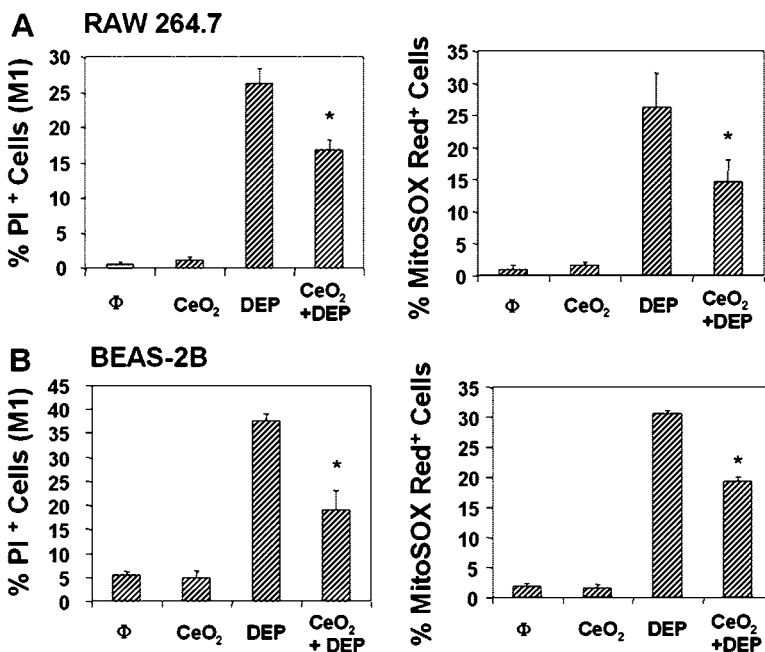 A RAW 264.7
% PI + Cells (M1)
30
25
20
15
10
5
0
*
Φ CeO₂ DEP CeO₂
+DEP
% MitoSOX Red⁺ Cells
35
30
25
20
15
10
5
0
*
Φ CeO₂ DEP CeO₂
+DEP
B BEAS-2B
% PI + Cells (M1)
45
40
35
30
25
20
15
10
5
0
*
Φ CeO₂ DEP CeO₂
+ DEP
% MitoSOX Red⁺ Cells
35
30
25
20
15
10
5
0
*
Φ CeO₂ DEP CeO₂
+DEP